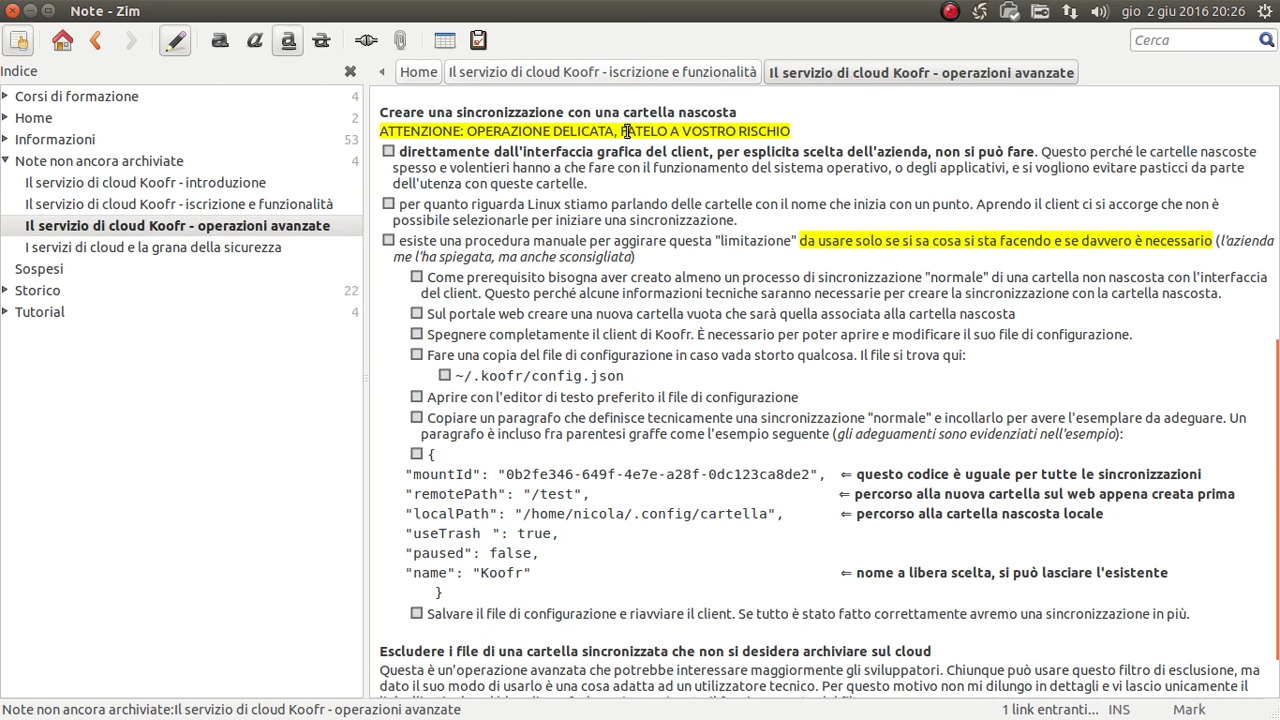 Note - Zim
gio 2 giu 2016 20:26
Cerca
Indice
Home
Il servizio di cloud Koofr - iscrizione e funzionalità
Il servizio di cloud Koofr - operazioni avanzate
Corsi di formazione 4
Home 2
Informazioni 53
Note non ancora archiviate 4
Il servizio di cloud Koofr - introduzione
Il servizio di cloud Koofr - iscrizione e funzionalità
Il servizio di cloud Koofr - operazioni avanzate
I servizi di cloud e la grana della sicurezza
Sospesi
Storico 22
Tutorial 4
Creare una sincronizzazione con una cartella nascosta
ATTENZIONE: OPERAZIONE DELICATA, FATELO A VOSTRO RISCHIO
direttamente dall'interfaccia grafica del client, per esplicita scelta dell'azienda, non si può fare. Questo perché le cartelle nascoste
spesso e volentieri hanno a che fare con il funzionamento del sistema operativo, o degli applicativi, e si vogliono evitare pasticci da parte
dell'utenza con queste cartelle.
per quanto riguarda Linux stiamo parlando delle cartelle con il nome che inizia con un punto. Aprendo il client ci si accorge che non è
possibile selezionarle per iniziare una sincronizzazione.
esiste una procedura manuale per aggirare questa "limitazione" da usare solo se si sa cosa si sta facendo e se davvero è necessario (l'azienda
me l'ha spiegata, ma anche sconsigliata)
Come prerequisito bisogna aver creato almeno un processo di sincronizzazione "normale" di una cartella non nascosta con l'interfaccia
del client. Questo perché alcune informazioni tecniche saranno necessarie per creare la sincronizzazione con la cartella nascosta.
Sul portale web creare una nuova cartella vuota che sarà quella associata alla cartella nascosta
Spegnere completamente il client di Koofr. È necessario per poter aprire e modificare il suo file di configurazione.
Fare una copia del file di configurazione in caso vada storto qualcosa. Il file si trova qui:
~/.koofr/config.json
Aprire con l'editor di testo preferito il file di configurazione
Copiare un paragrafo che definisce tecnicamente una sincronizzazione "normale" e incollarlo per avere l'esemplare da adeguare. Un
paragrafo è incluso fra parentesi graffe come l'esempio seguente (gli adeguamenti sono evidenziati nell'esempio):
{
"mountId": "0b2fe346-649f-4e7e-a28f-0dc123ca8de2", ⇐ questo codice è uguale per tutte le sincronizzazioni
"remotePath": "/test", ⇐ percorso alla nuova cartella sul web appena creata prima
"localPath": "/home/nicola/.config/cartella", ⇐ percorso alla cartella nascosta locale
"useTrash ": true,
"paused": false,
"name": "Koofr" ⇐ nome a libera scelta, si può lasciare l'esistente
}
Salvare il file di configurazione e riavviare il client. Se tutto è stato fatto correttamente avremo una sincronizzazione in più.
Escludere i file di una cartella sincronizzata che non si desidera archiviare sul cloud
Questa è un'operazione avanzata che potrebbe interessare maggiormente gli sviluppatori. Chiunque può usare questo filtro di esclusione, ma
dato il suo modo di usarlo è una cosa adatta ad un utilizzatore tecnico. Per questo motivo non mi dilungo in dettagli e vi lascio unicamente il
Note non ancora archiviate:Il servizio di cloud Koofr - operazioni avanzate
1 link entranti... INS Mark